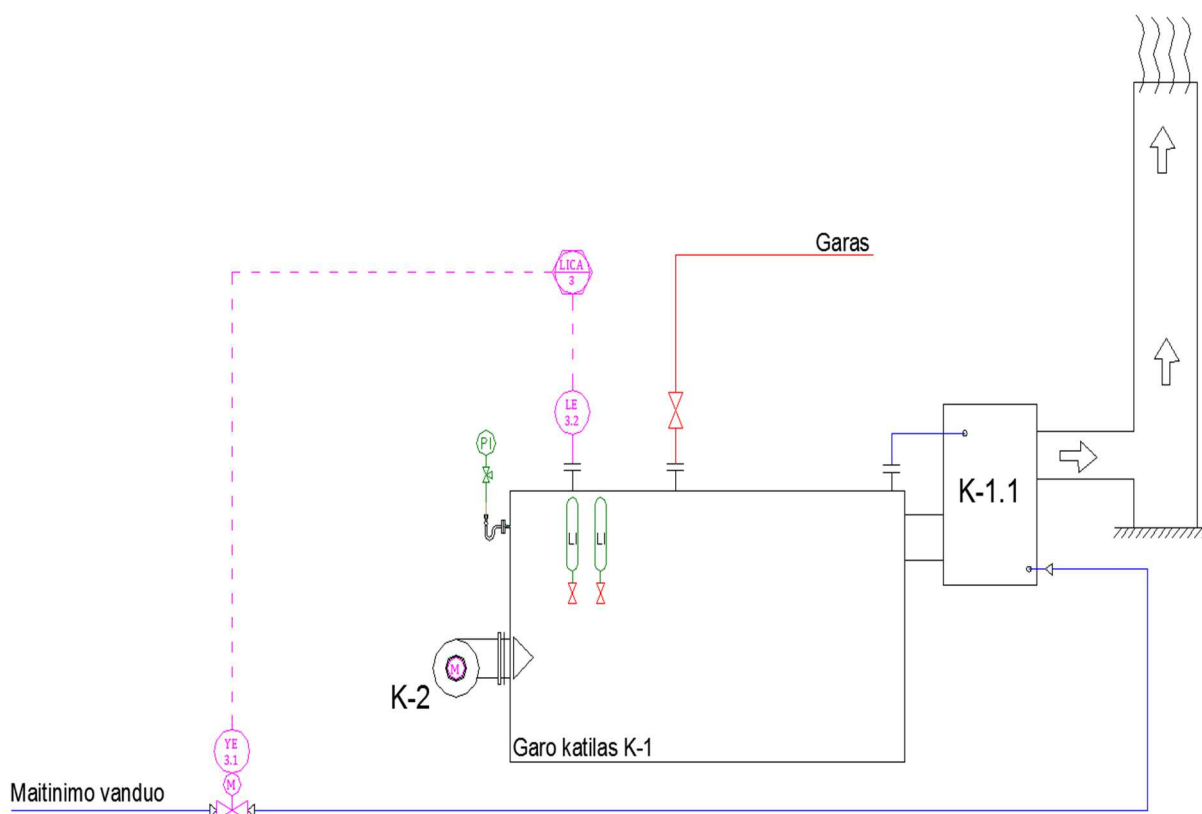 Garas
LICA
3
LE
3.2
PI
K-1.1
LI
LI
M
K-2
Garo katilas K-1
YE
3.1
M
Maitinimo vanduo